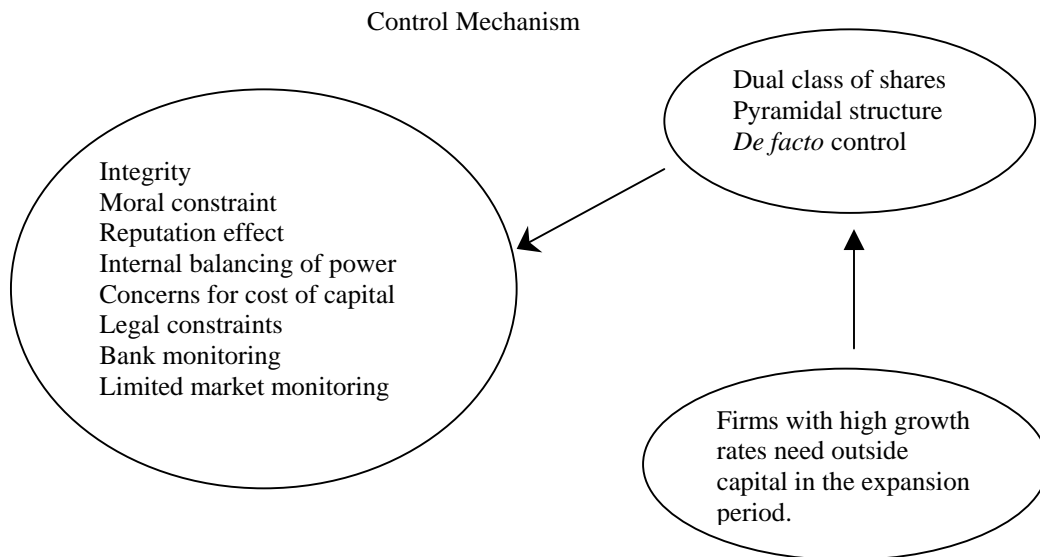 Control Mechanism
Dual class of shares
Pyramidal structure
De facto control
Integrity
Moral constraint
Reputation effect
Internal balancing of power
Concerns for cost of capital
Legal constraints
Bank monitoring
Limited market monitoring
Firms with high growth
rates need outside
capital in the expansion
period.